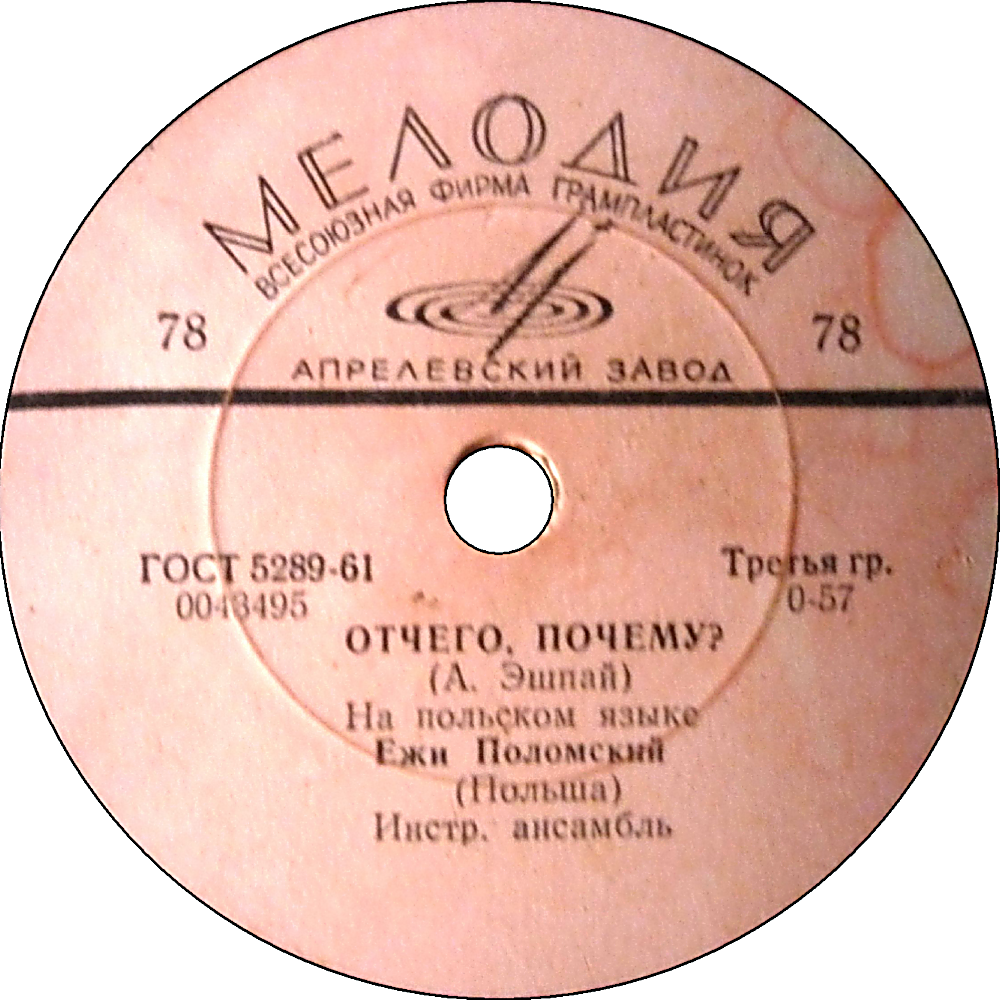 МЕЛОДИЯ
ВСЕСОЮЗНАЯ ФИРМА ГРАМПЛАСТИНОК
78 78
АПРЕЛЕВСКИЙ ЗАВОД
ГОСТ 5289-61 Третья гр.
0043495 0-57
ОТЧЕГО, ПОЧЕМУ?
(А. Эшпай)
На польском языке
Ежи Поломский
(Польша)
Инстр. ансамбль